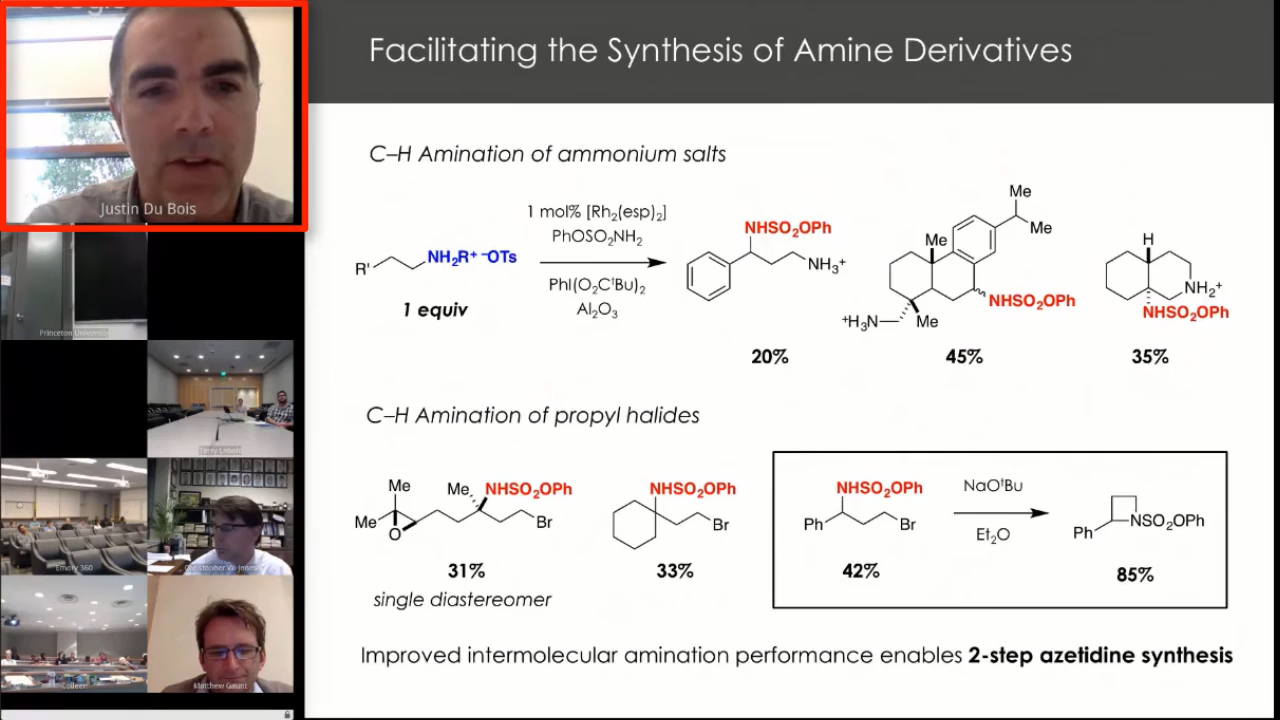 Justin Du Bois
Princeton University
Emory 360
Matthew Gaunt
Facilitating the Synthesis of Amine Derivatives
C–H Amination of ammonium salts
R'
NH₂R⁺ ⁻OTs
1 equiv
1 mol% [Rh₂(esp)₂]
PhOSO₂NH₂
PhI(O₂CᵗBu)₂
Al₂O₃
NHSO₂OPh
NH₃⁺
20%
Me
Me
Me
NHSO₂OPh
⁺H₃N
Me
45%
H
NH₂⁺
NHSO₂OPh
35%
C–H Amination of propyl halides
Me
Me
O
Me
NHSO₂OPh
Br
31%
single diastereomer
NHSO₂OPh
Br
33%
NHSO₂OPh
Ph
Br
42%
NaOᵗBu
Et₂O
Ph
NSO₂OPh
85%
Improved intermolecular amination performance enables 2-step azetidine synthesis